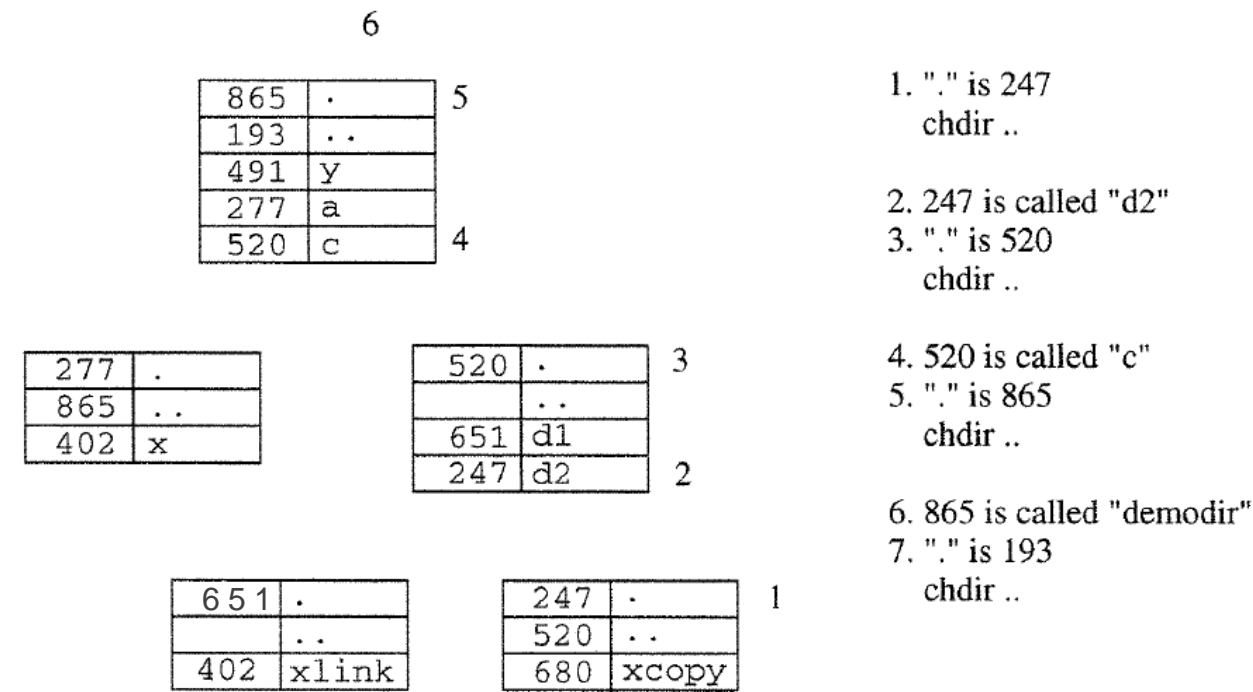 6
865 . 5
193 ..
491 y
277 a
520 c 4
277 .
865 ..
402 x
520 . 3
..
651 d1
247 d2 2
651 .
..
402 xlink
247 . 1
520 ..
680 xcopy
1. "." is 247
chdir ..
2. 247 is called "d2"
3. "." is 520
chdir ..
4. 520 is called "c"
5. "." is 865
chdir ..
6. 865 is called "demodir"
7. "." is 193
chdir ..